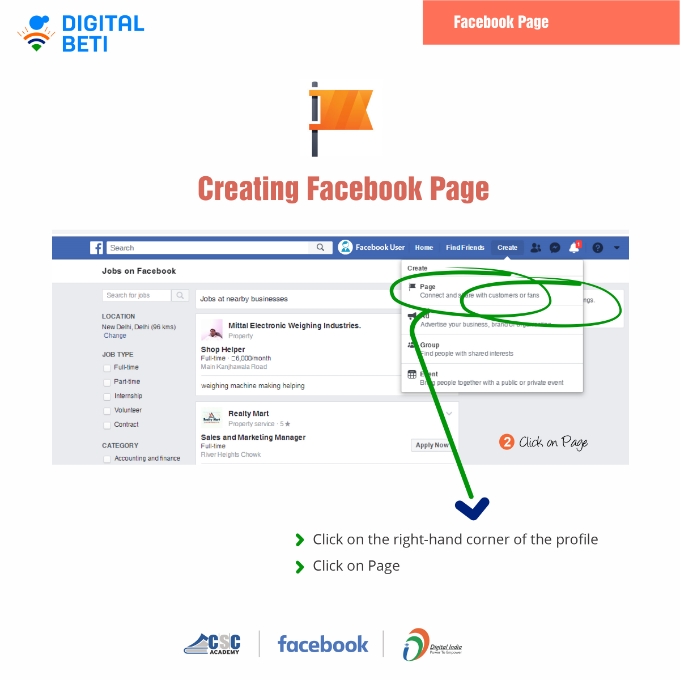 DIGITAL
BETI
Facebook Page
Creating Facebook Page
Search
Facebook User
Home
Find Friends
Create
1
?
Jobs on Facebook
Search for jobs
LOCATION
New Delhi, Delhi (96 kms)
Change
JOB TYPE
Full-time
Part-time
Internship
Volunteer
Contract
CATEGORY
Accounting and finance
Jobs at nearby businesses
Mittal Electronic Weighing Industries.
Property
Shop Helper
Full-time · 6,000/month
Main Kanjhawala Road
weighing machine making helping
Realty Mart
Property service · 5★
Sales and Marketing Manager
Full-time
River Heights Chowk
Apply Now
Create
Page
Connect and share with customers or fans
Ad
Advertise your business, brand or
Group
Find people with shared interests
Event
Bring people together with a public or private event
2 Click on Page
Click on the right-hand corner of the profile
Click on Page
CSC
ACADEMY
facebook
Digital India
Power To Empower